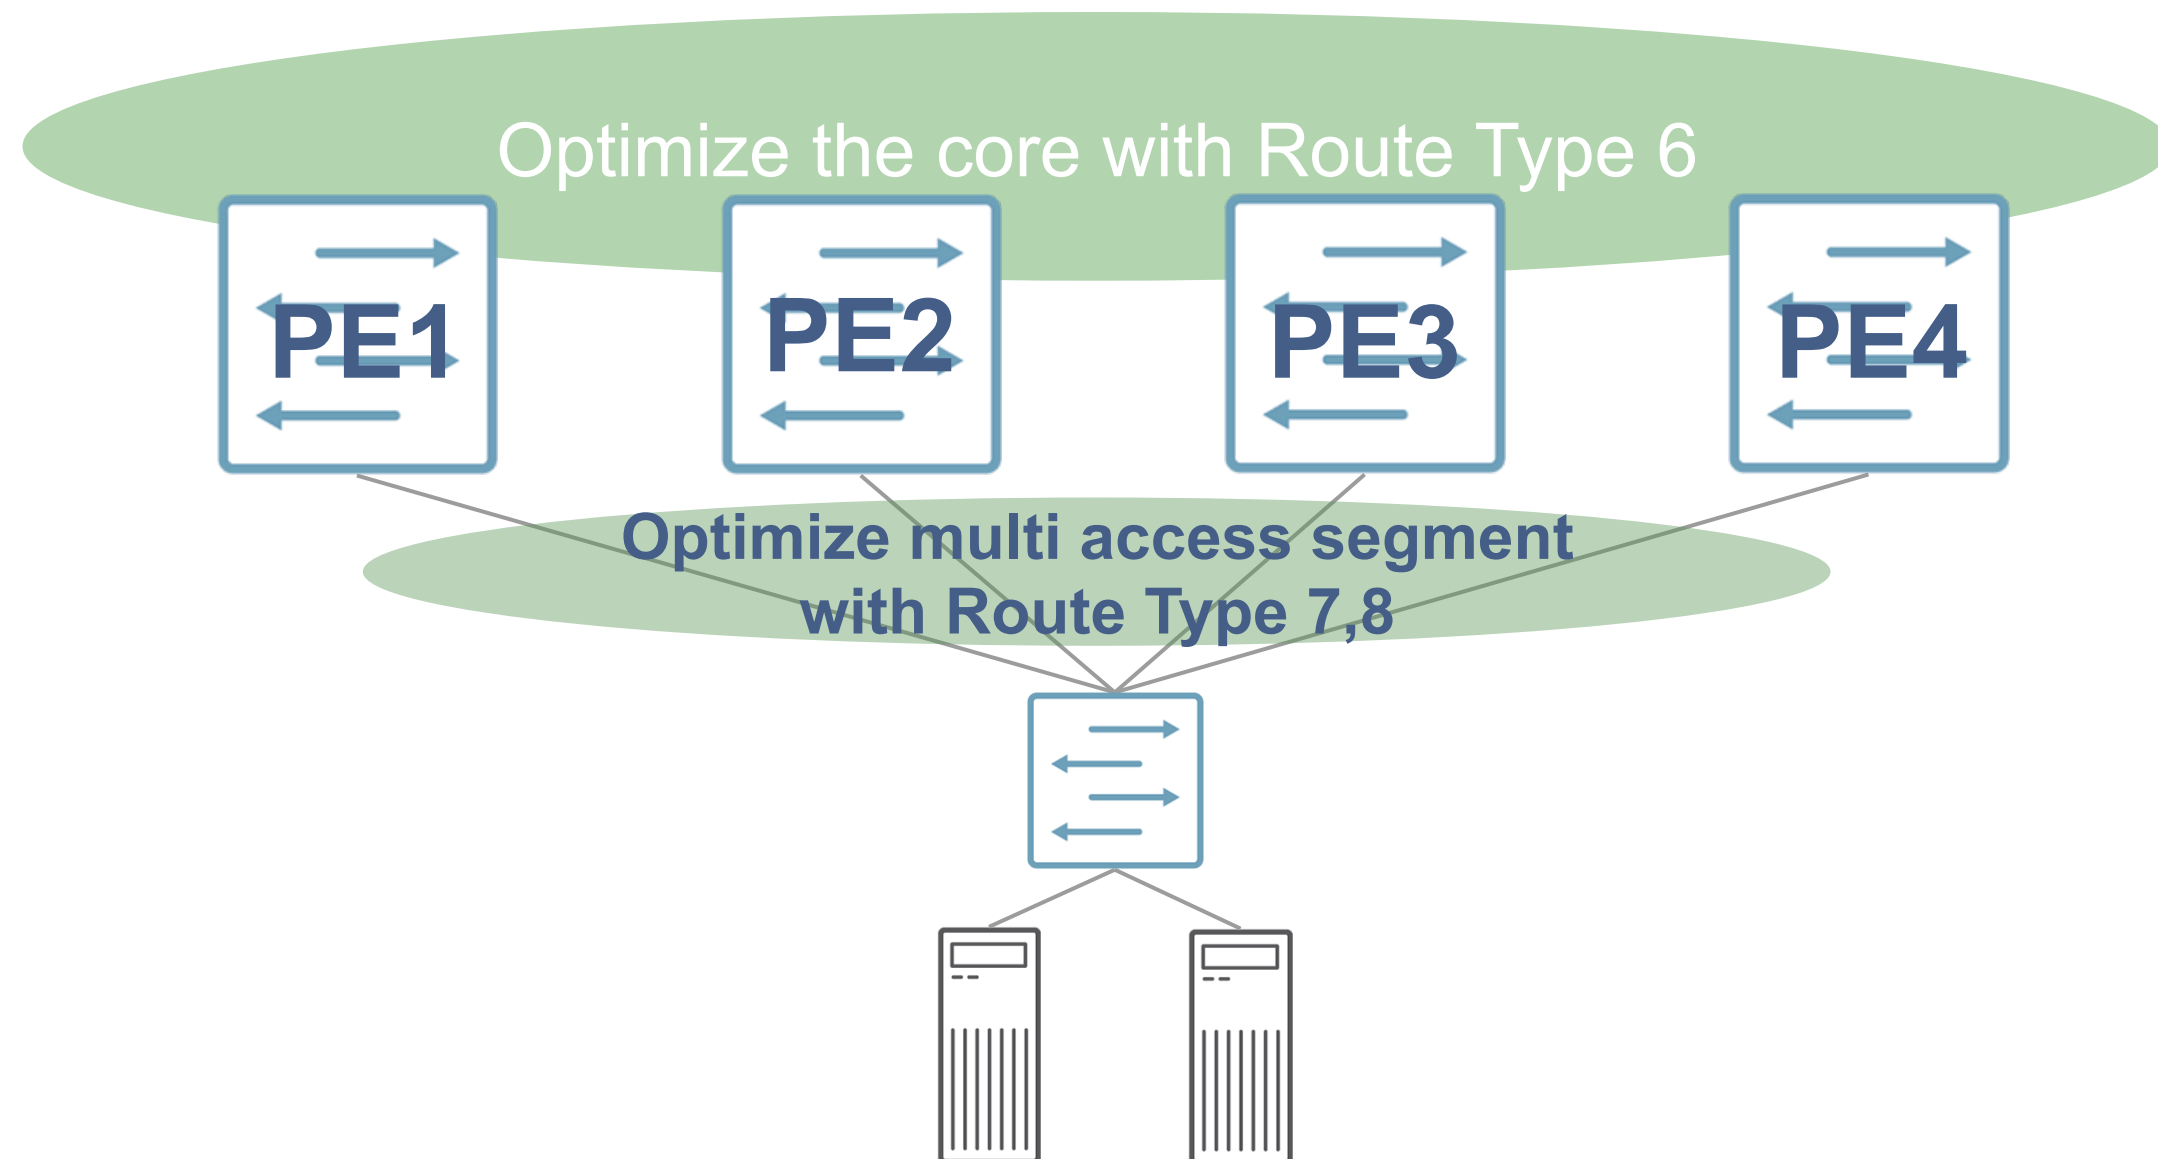 Optimize the core with Route Type 6
PE1
PE2
PE3
PE4
Optimize multi access segment
with Route Type 7,8